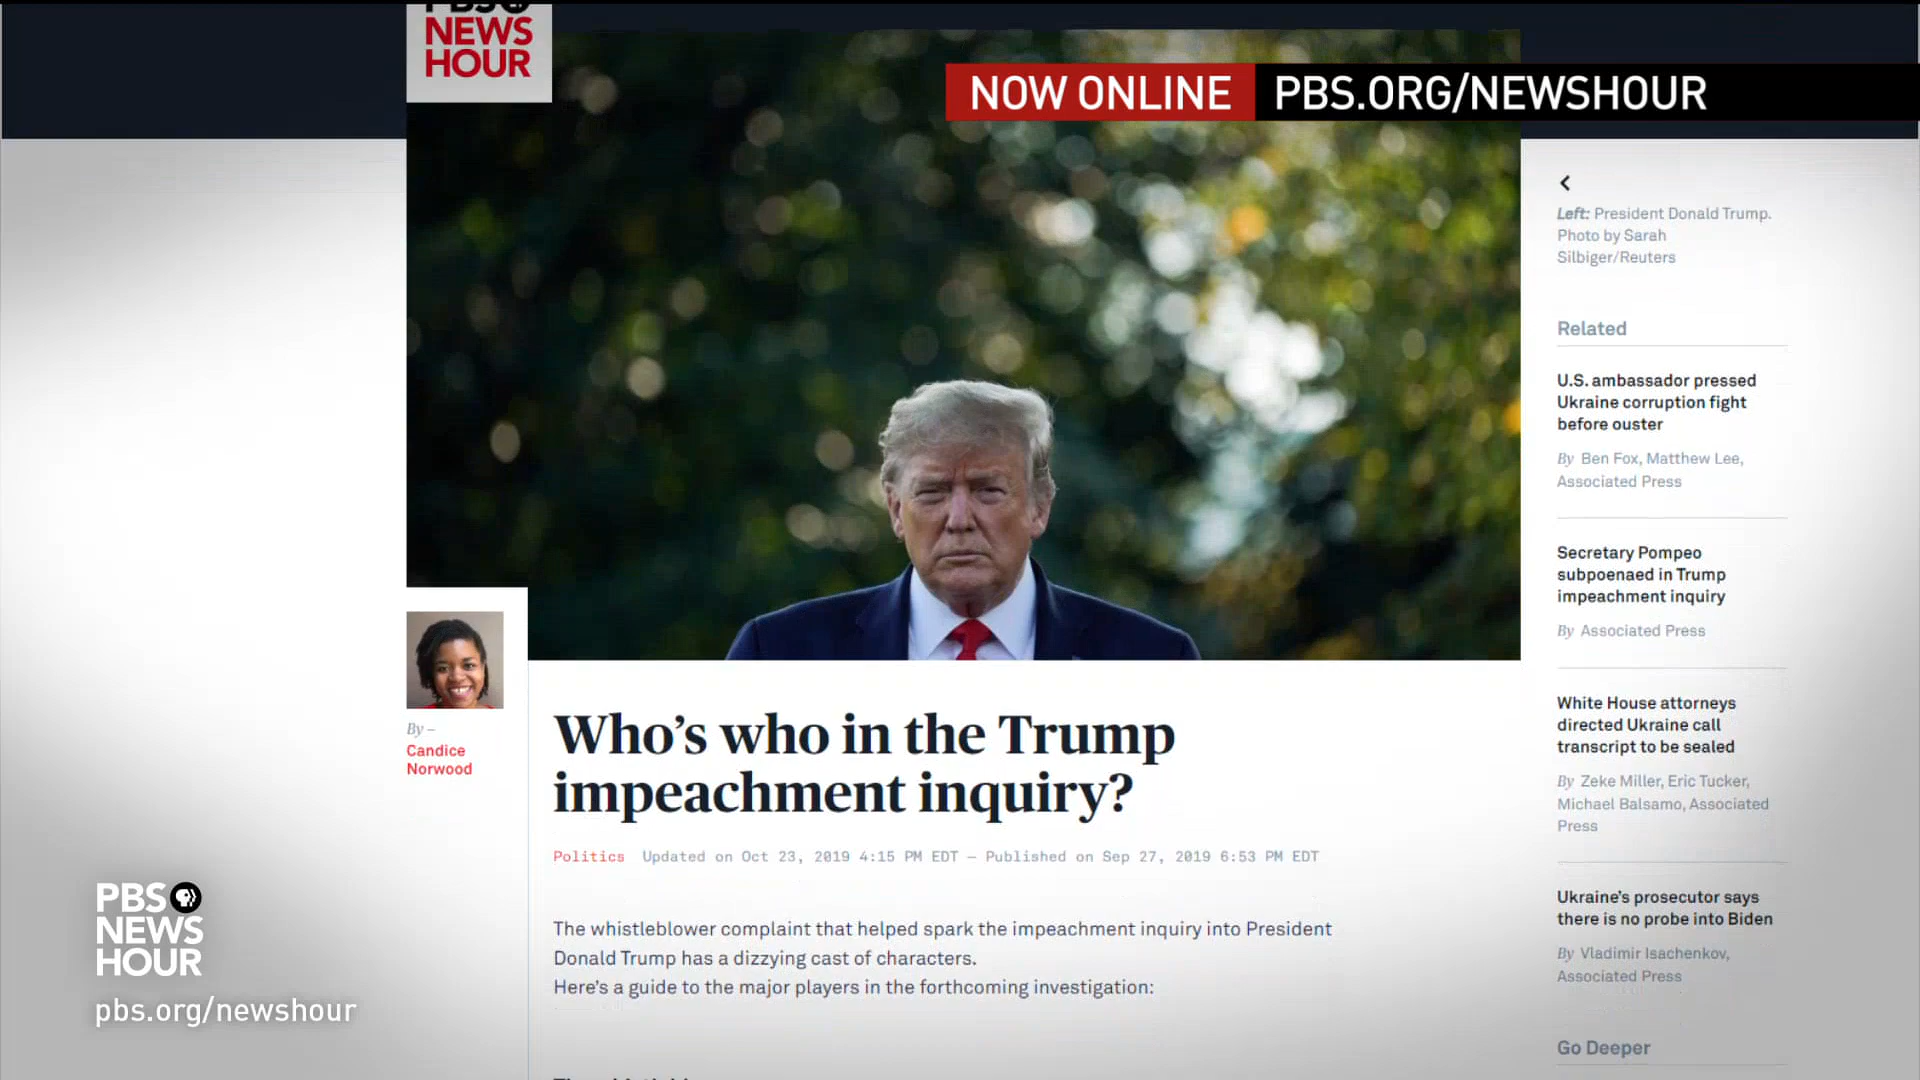 PBS
NEWS
HOUR
NOW ONLINE
PBS.ORG/NEWSHOUR
Left: President Donald Trump.
Photo by Sarah
Silbiger/Reuters
Related
U.S. ambassador pressed
Ukraine corruption fight
before ouster
By Ben Fox, Matthew Lee,
Associated Press
Secretary Pompeo
subpoenaed in Trump
impeachment inquiry
By Associated Press
White House attorneys
directed Ukraine call
transcript to be sealed
By Zeke Miller, Eric Tucker,
Michael Balsamo, Associated
Press
Ukraine's prosecutor says
there is no probe into Biden
By Vladimir Isachenkov,
Associated Press
Go Deeper
By –
Candice
Norwood
Who's who in the Trump
impeachment inquiry?
Politics Updated on Oct 23, 2019 4:15 PM EDT — Published on Sep 27, 2019 6:53 PM EDT
The whistleblower complaint that helped spark the impeachment inquiry into President
Donald Trump has a dizzying cast of characters.
Here's a guide to the major players in the forthcoming investigation:
PBS
NEWS
HOUR
pbs.org/newshour